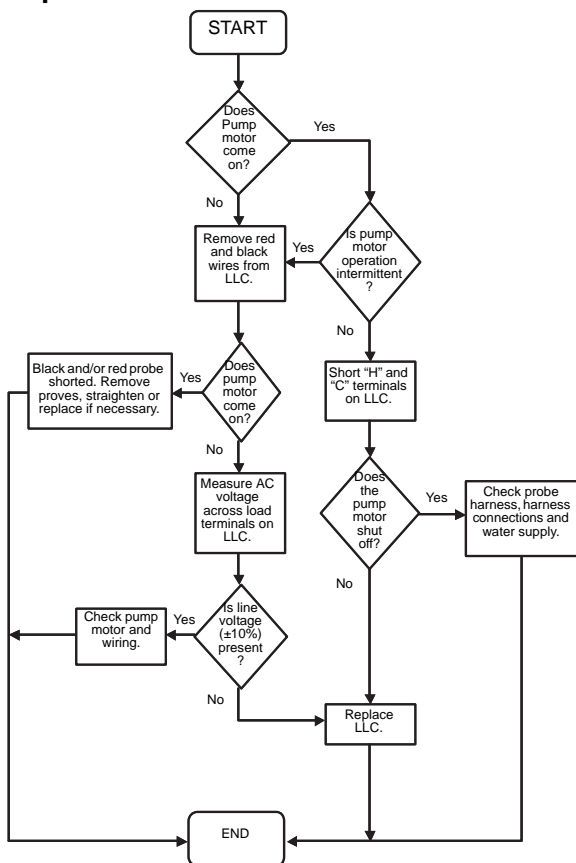 START
Does
Pump
motor
come
on?
Yes
No
Remove red
and black
wires from
LLC.
Yes
Is pump
motor
operation
intermittent
?
No
Black and/or red probe
shorted. Remove
proves, straighten or
replace if necessary.
Yes
Does
pump
motor
come
on?
Short “H” and
“C” terminals
on LLC.
No
Measure AC
voltage
across load
terminals on
LLC.
Does
the
pump
motor
shut
off?
Yes
Check probe
harness, harness
connections and
water supply.
No
Check pump
motor and
wiring.
Yes
Is line
voltage
(±10%)
present
?
No
Replace
LLC.
END